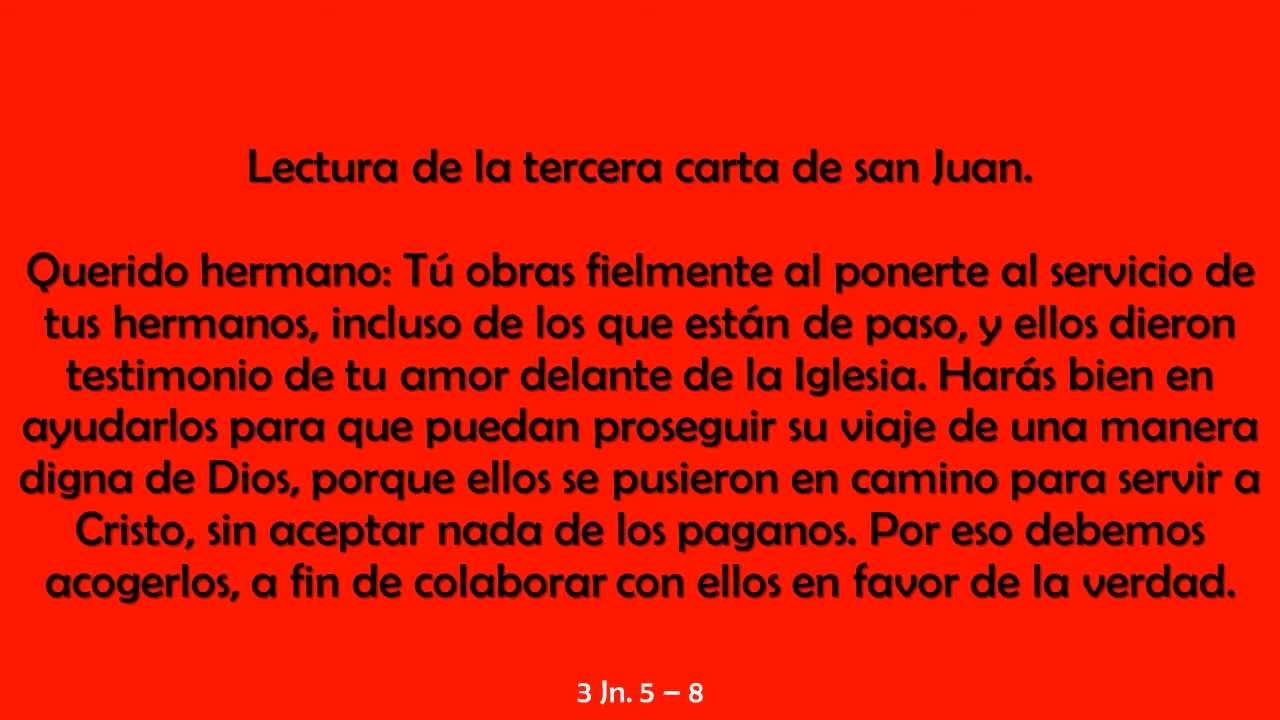 Lectura de la tercera carta de san Juan.
Querido hermano: Tú obras fielmente al ponerte al servicio de
tus hermanos, incluso de los que están de paso, y ellos dieron
testimonio de tu amor delante de la Iglesia. Harás bien en
ayudarlos para que puedan proseguir su viaje de una manera
digna de Dios, porque ellos se pusieron en camino para servir a
Cristo, sin aceptar nada de los paganos. Por eso debemos
acogerlos, a fin de colaborar con ellos en favor de la verdad.
3 Jn. 5 – 8